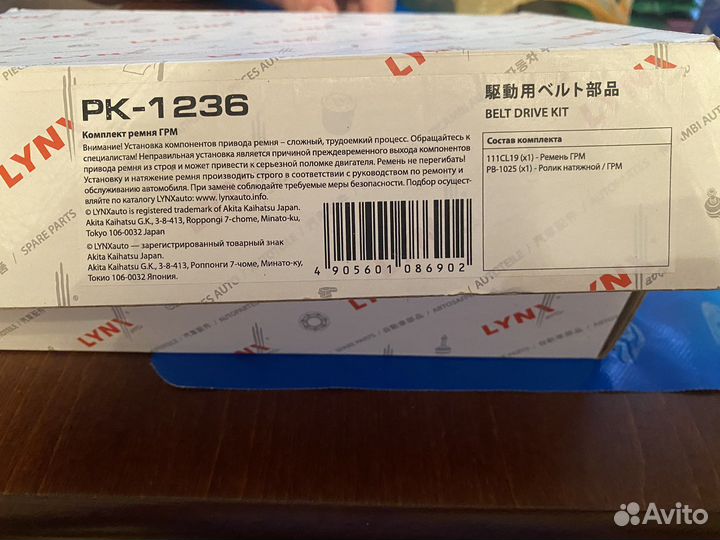 PK-1236
Комплект ремня ГРМ
Внимание! Установка компонентов привода ремня – сложный, трудоемкий процесс. Обращайтесь к
специалистам! Неправильная установка является причиной преждевременного выхода компонентов
привода ремня из строя и может привести к серьезной поломке двигателя. Ремень не перегибать!
Установку и натяжение ремня производить строго в соответствии с руководством по ремонту и
обслуживанию автомобиля. При замене соблюдайте требуемые меры безопасности. Подбор осущест-
вляйте по каталогу LYNXauto: www. lynxauto.info.
© LYNXauto is registered trademark of Akita Kaihatsu Japan.
Akita Kaihatsu G.K., 3-8-413, Roppongi 7-chome, Minato-ku,
Tokyo 106-0032 Japan
© LYNXauto — зарегистрированный товарный знак
Akita Kaihatsu Japan.
Akita Kaihatsu G.K., 3-8-413, Роппонги 7-чоме, Минато-ку,
Токио 106-0032 Япония.
4 905601 086902
駆動用ベルト部品
BELT DRIVE KIT
Состав комплекта
111CL19 (x1) - Ремень ГРМ
PB-1025 (x1) - Ролик натяжной / ГРМ
LYNX
SPARE PARTS
LYNX
LYNX
Avito